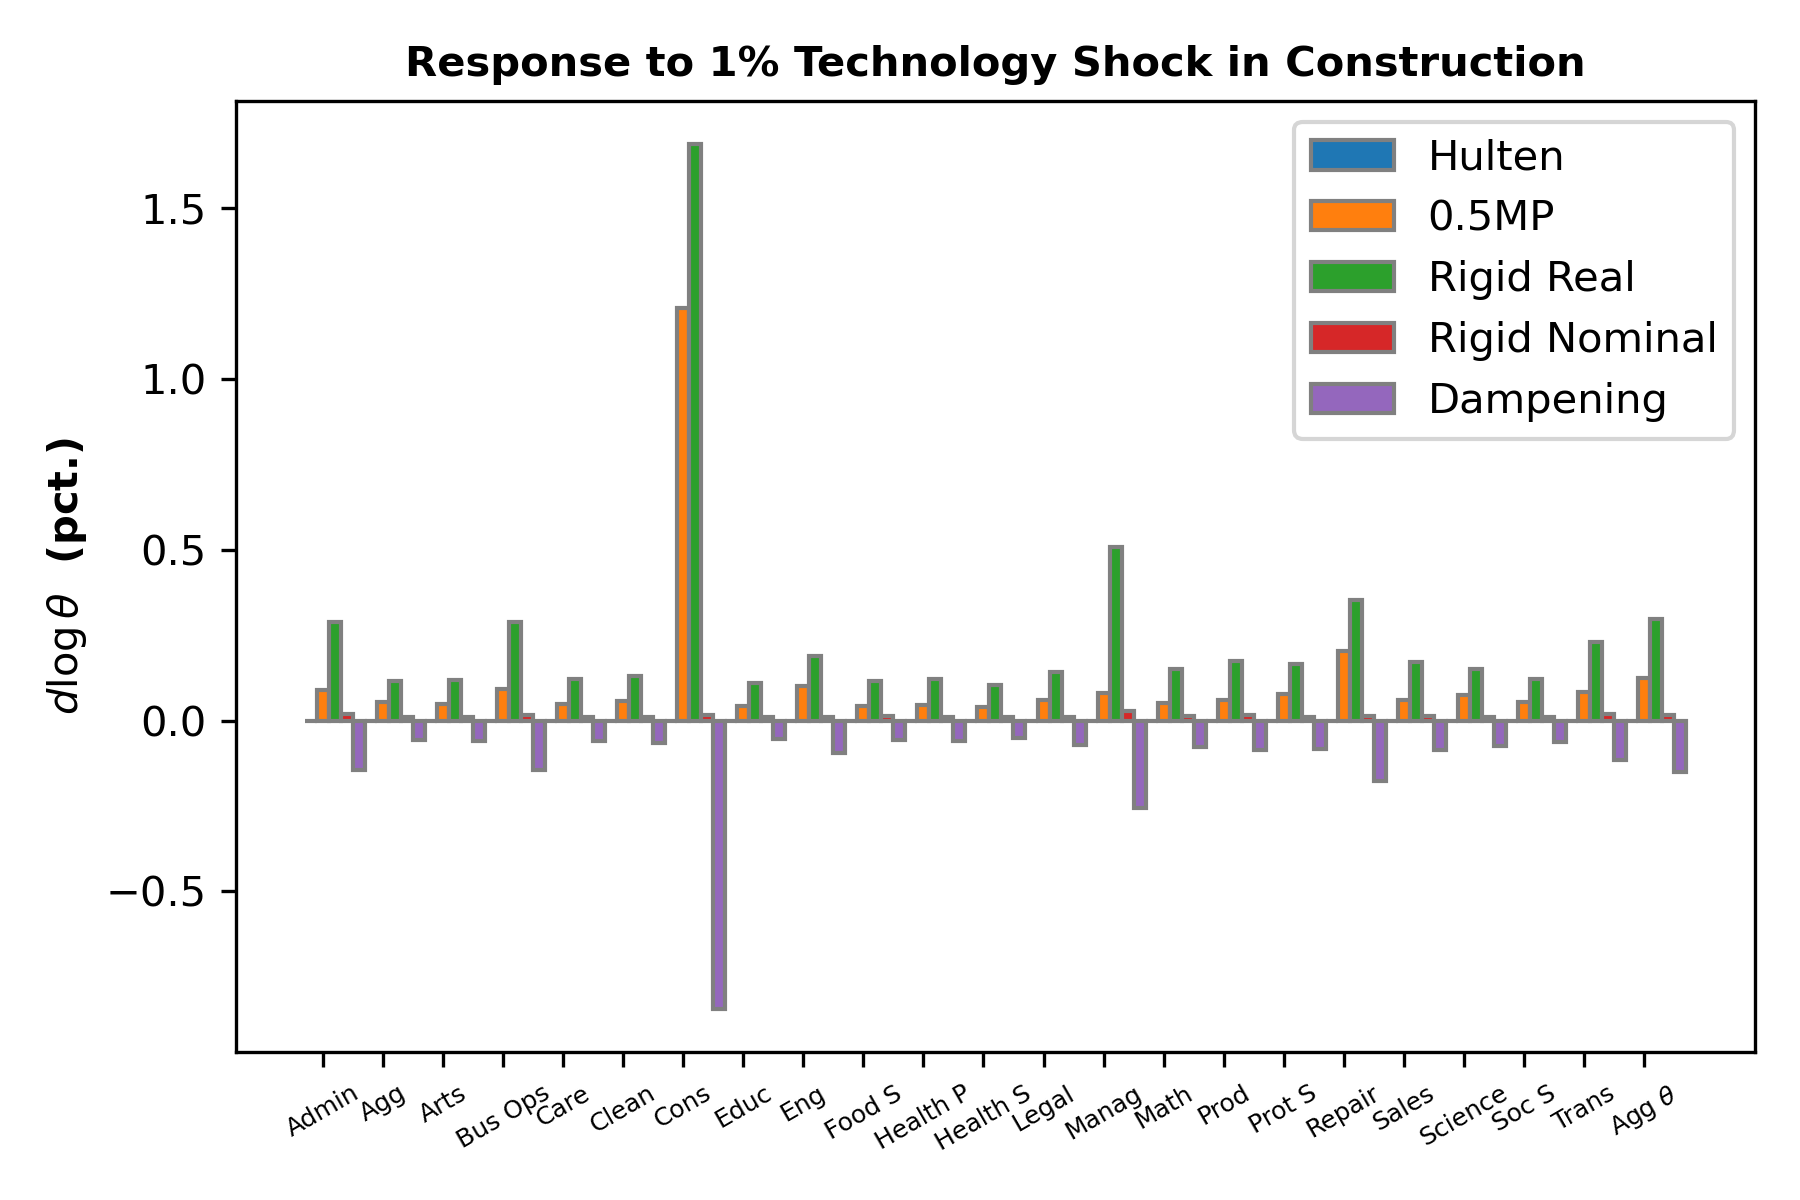 Response to 1% Technology Shock in Construction
Hulten
0.5MP
Rigid Real
Rigid Nominal
Dampening
1.5
1.0
0.5
0.0
−0.5
dlog θ (pct.)
Admin
Agg
Arts
Bus Ops
Care
Clean
Cons
Educ
Eng
Food S
Health P
Health S
Legal
Manag
Math
Prod
Prot S
Repair
Sales
Science
Soc S
Trans
Agg θ